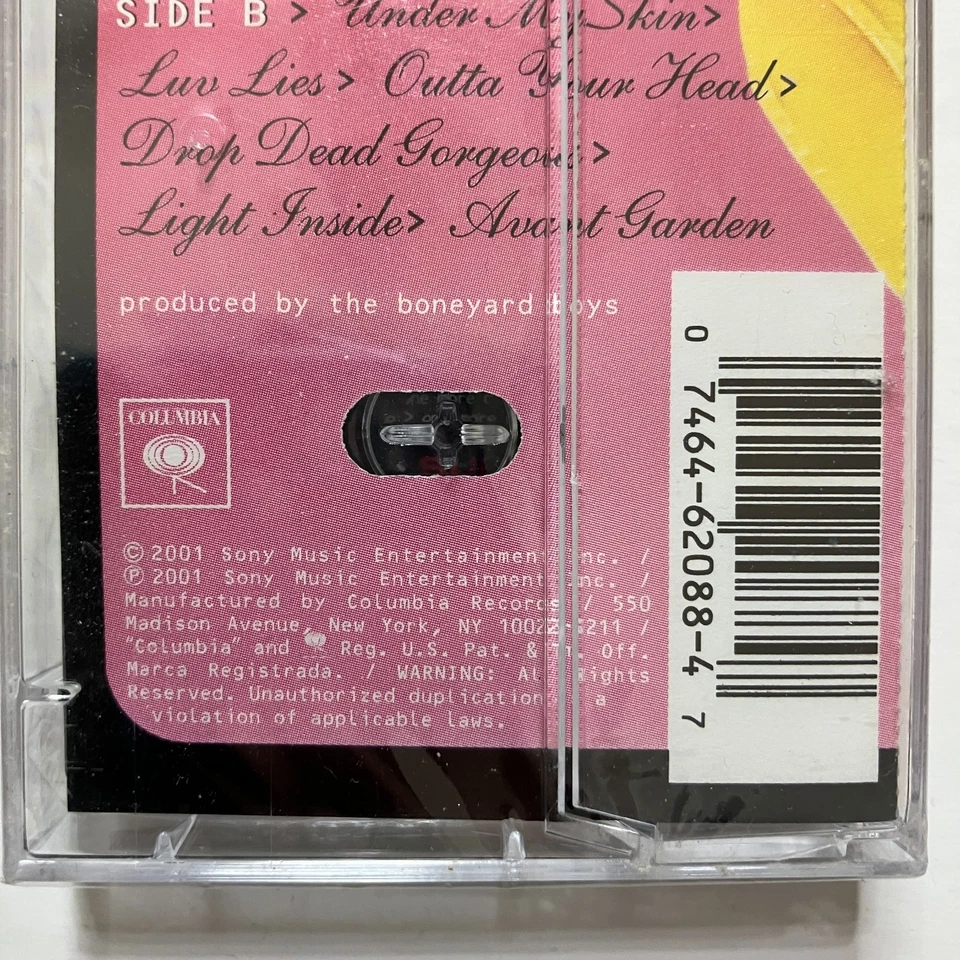 SIDE B > Under My Skin>
Luv Lies > Outta Your Head>
Drop Dead Gorgeous >
Light Inside> Avant Garden
produced by the boneyard boys
COLUMBIA
© 2001 Sony Music Entertainment Inc. /
℗ 2001 Sony Music Entertainment Inc. /
Manufactured by Columbia Records / 550
Madison Avenue, New York, NY 10022-3211 /
"Columbia" and Reg. U.S. Pat. & Tm. Off.
Marca Registrada. / WARNING: All Rights
Reserved. Unauthorized duplication a
violation of applicable laws.
0 7464-62088-4 7